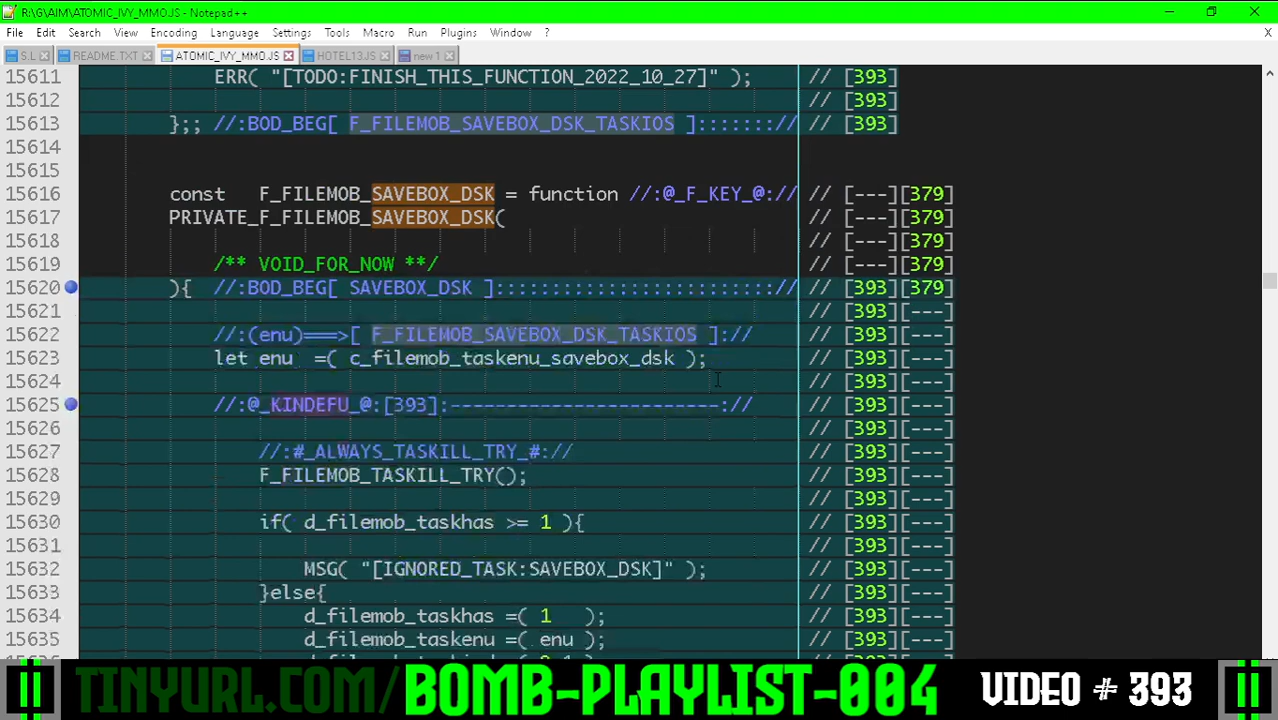 R:\G\AIM\ATOMIC_IVY_MMO.JS - Notepad++
File Edit Search View Encoding Language Settings Tools Macro Run Plugins Window ? X
S.L README.TXT ATOMIC_IVY_MMO.JS HOTEL13.JS new 1
15611 ERR( "[TODO:FINISH_THIS_FUNCTION_2022_10_27]" ); // [393]
15612 // [393]
15613 };; //:BOD_BEG[ F_FILEMOB_SAVEBOX_DSK_TASKIOS ]:::::::// // [393]
15614
15615
15616 const F_FILEMOB_SAVEBOX_DSK = function //:@_F_KEY_@:// // [---][379]
15617 PRIVATE_F_FILEMOB_SAVEBOX_DSK( // [---][379]
15618 // [---][379]
15619 /** VOID_FOR_NOW **/ // [---][379]
15620 ){ //:BOD_BEG[ SAVEBOX_DSK ]::::::::::::::::::::::::::// // [393][379]
15621 // [393][---]
15622 //:(enu)===>[ F_FILEMOB_SAVEBOX_DSK_TASKIOS ]:// // [393][---]
15623 let enu =( c_filemob_taskenu_savebox_dsk ); // [393][---]
15624 // [393][---]
15625 //:@_KINDEFU_@:[393]:------------------------:// // [393][---]
15626 // [393][---]
15627 //:#_ALWAYS_TASKILL_TRY_#:// // [393][---]
15628 F_FILEMOB_TASKILL_TRY(); // [393][---]
15629 // [393][---]
15630 if( d_filemob_taskhas >= 1 ){ // [393][---]
15631 // [393][---]
15632 MSG( "[IGNORED_TASK:SAVEBOX_DSK]" ); // [393][---]
15633 }else{ // [393][---]
15634 d_filemob_taskhas =( 1 ); // [393][---]
15635 d_filemob_taskenu =( enu ); // [393][---]
TINYURL.COM/BOMB-PLAYLIST-004 VIDEO # 393